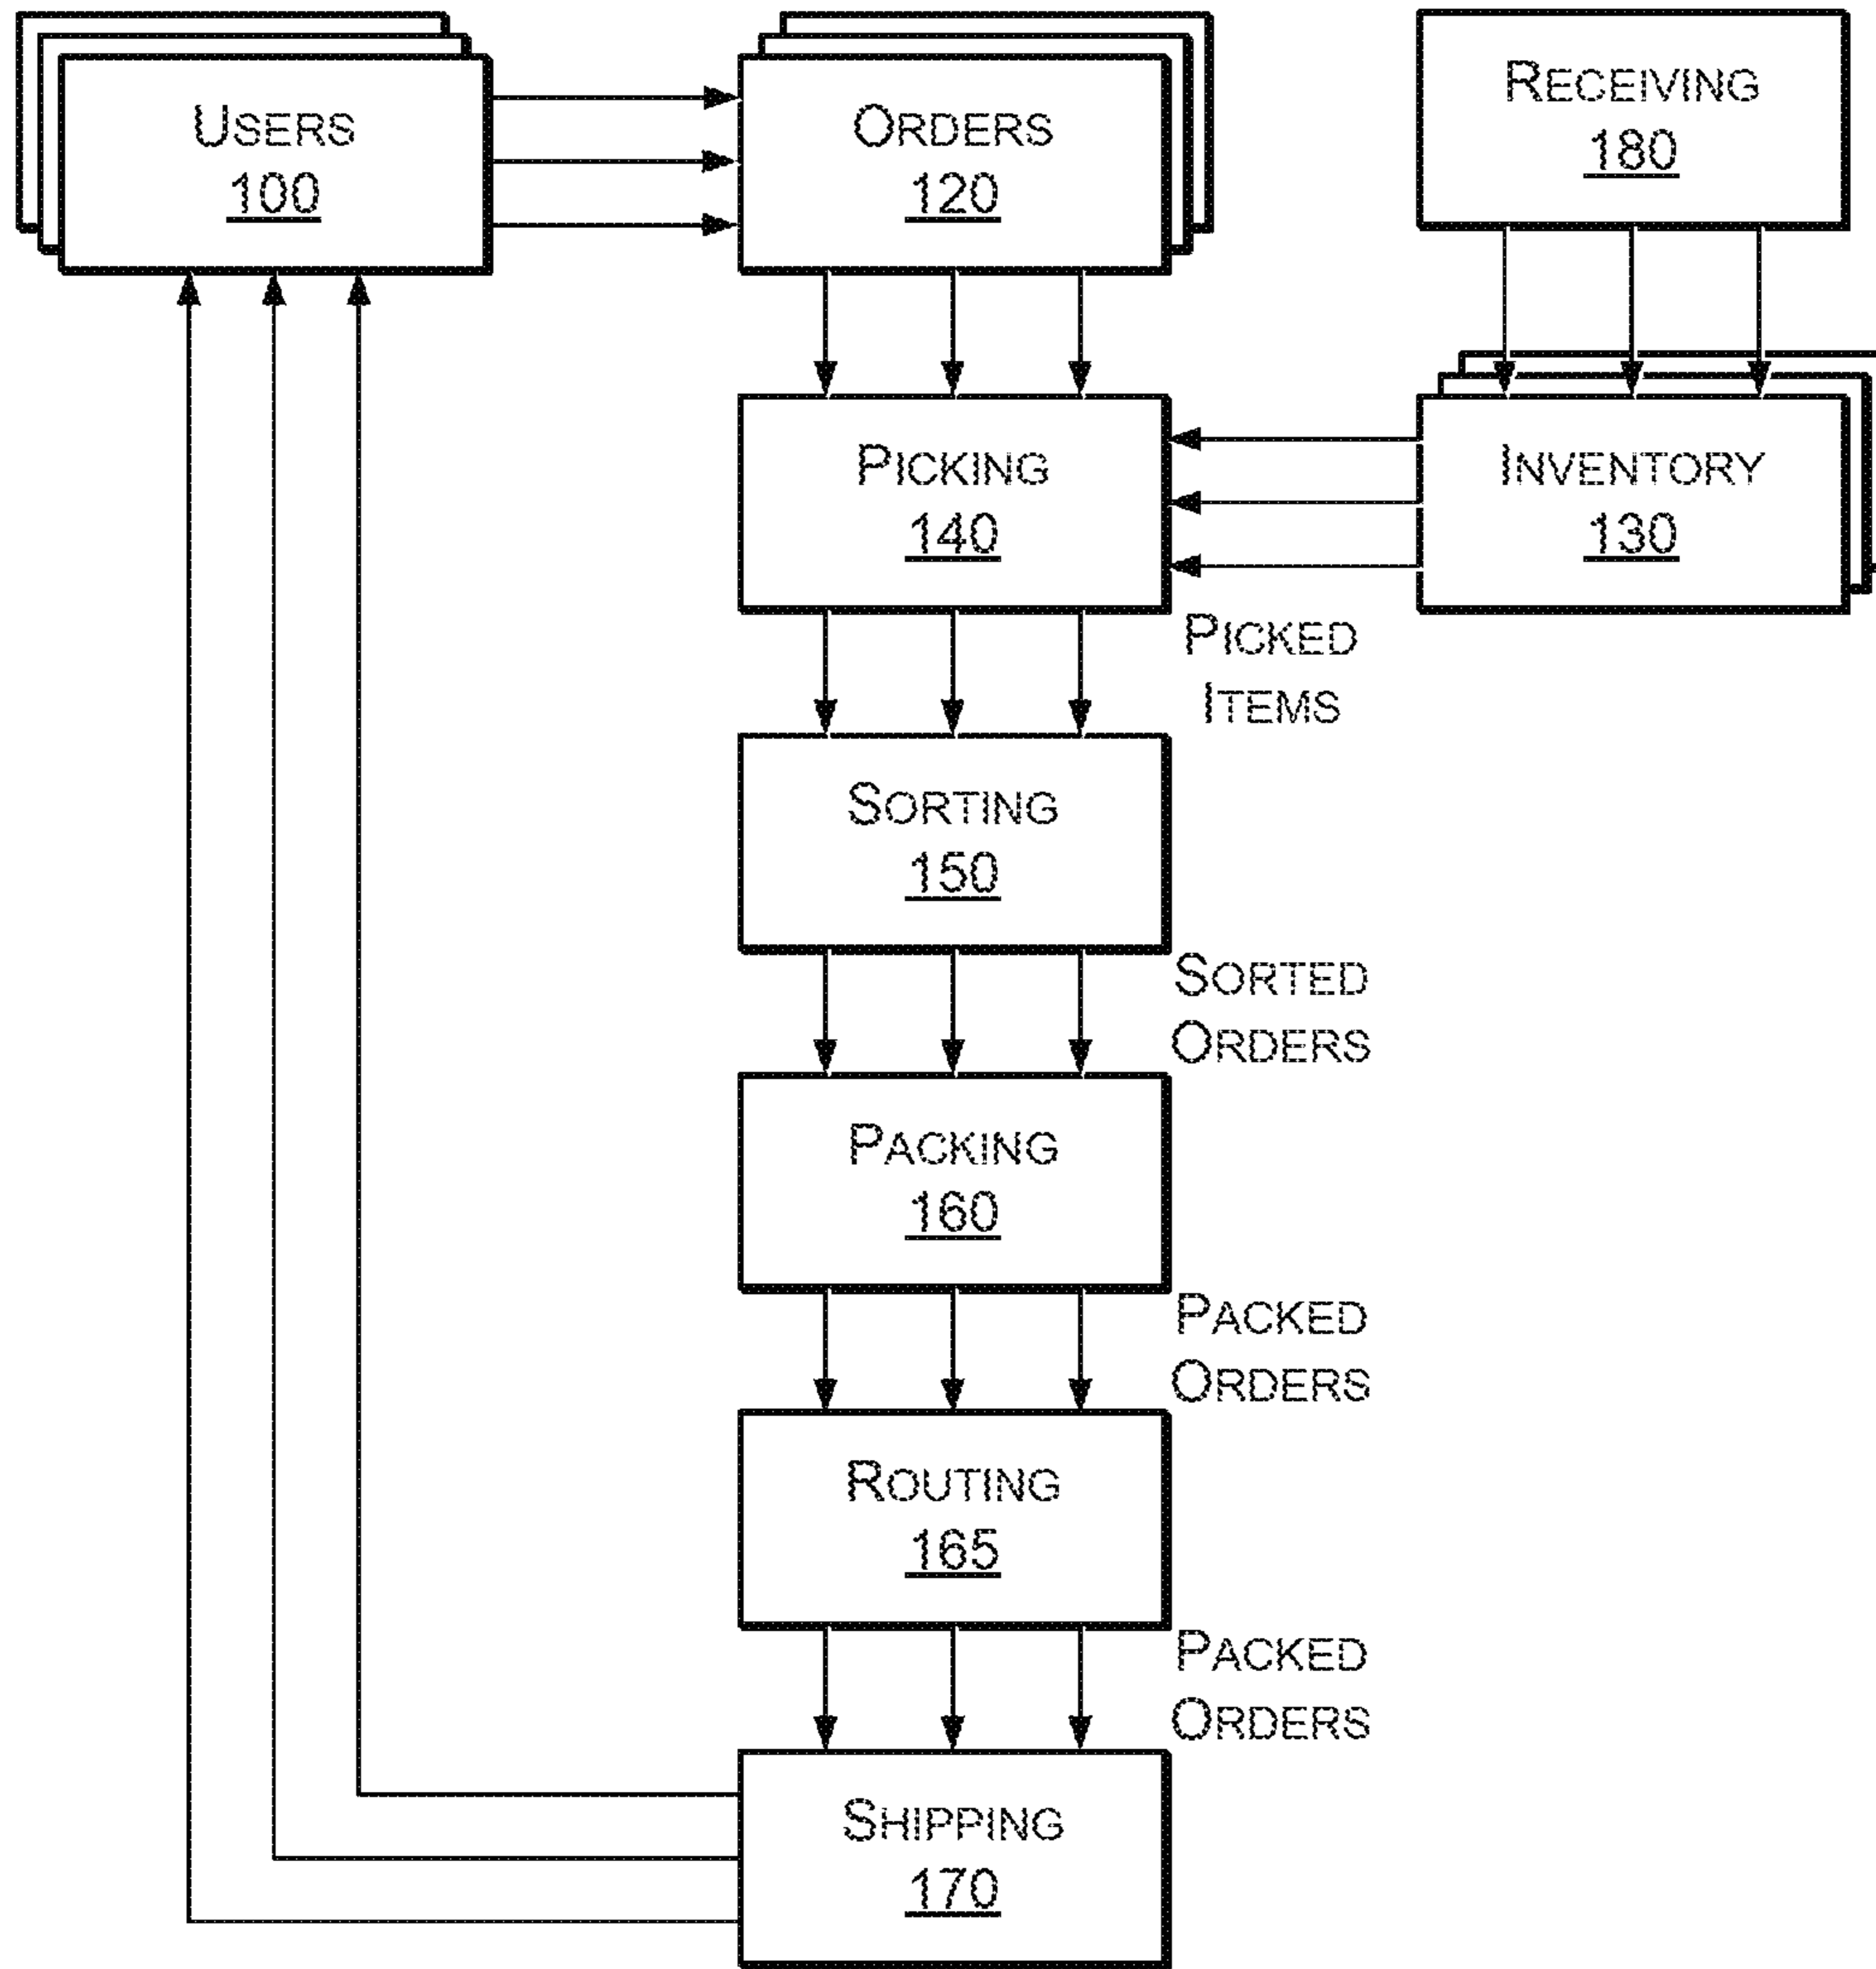 USERS
100
ORDERS
120
RECEIVING
180
PICKING
140
INVENTORY
130
PICKED
ITEMS
SORTING
150
SORTED
ORDERS
PACKING
160
PACKED
ORDERS
ROUTING
165
PACKED
ORDERS
SHIPPING
170